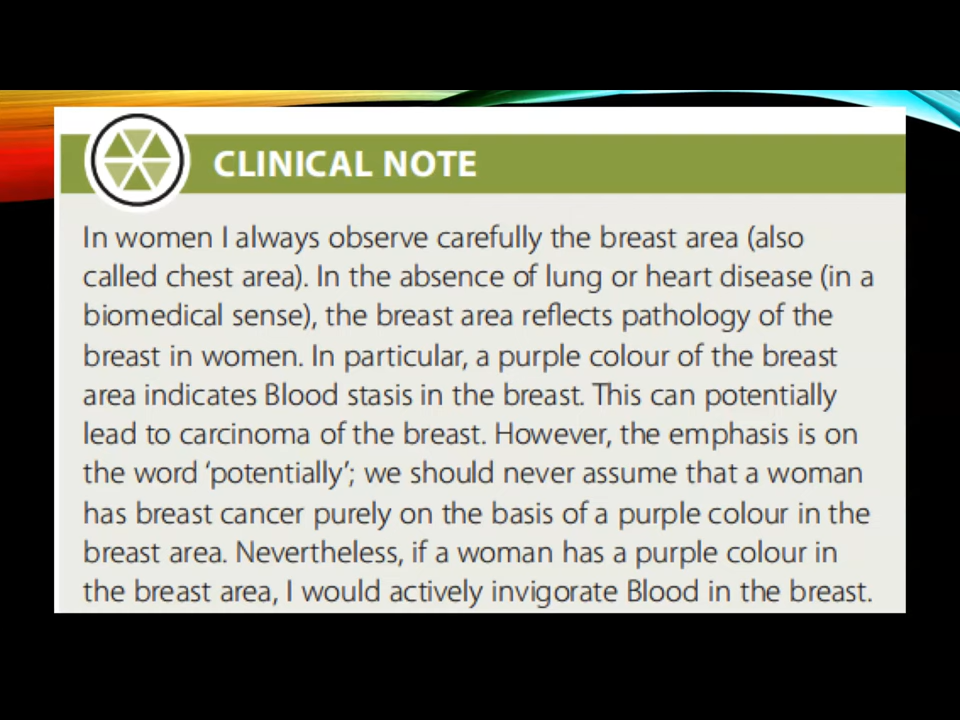 CLINICAL NOTE
In women I always observe carefully the breast area (also
called chest area). In the absence of lung or heart disease (in a
biomedical sense), the breast area reflects pathology of the
breast in women. In particular, a purple colour of the breast
area indicates Blood stasis in the breast. This can potentially
lead to carcinoma of the breast. However, the emphasis is on
the word ‘potentially’; we should never assume that a woman
has breast cancer purely on the basis of a purple colour in the
breast area. Nevertheless, if a woman has a purple colour in
the breast area, I would actively invigorate Blood in the breast.